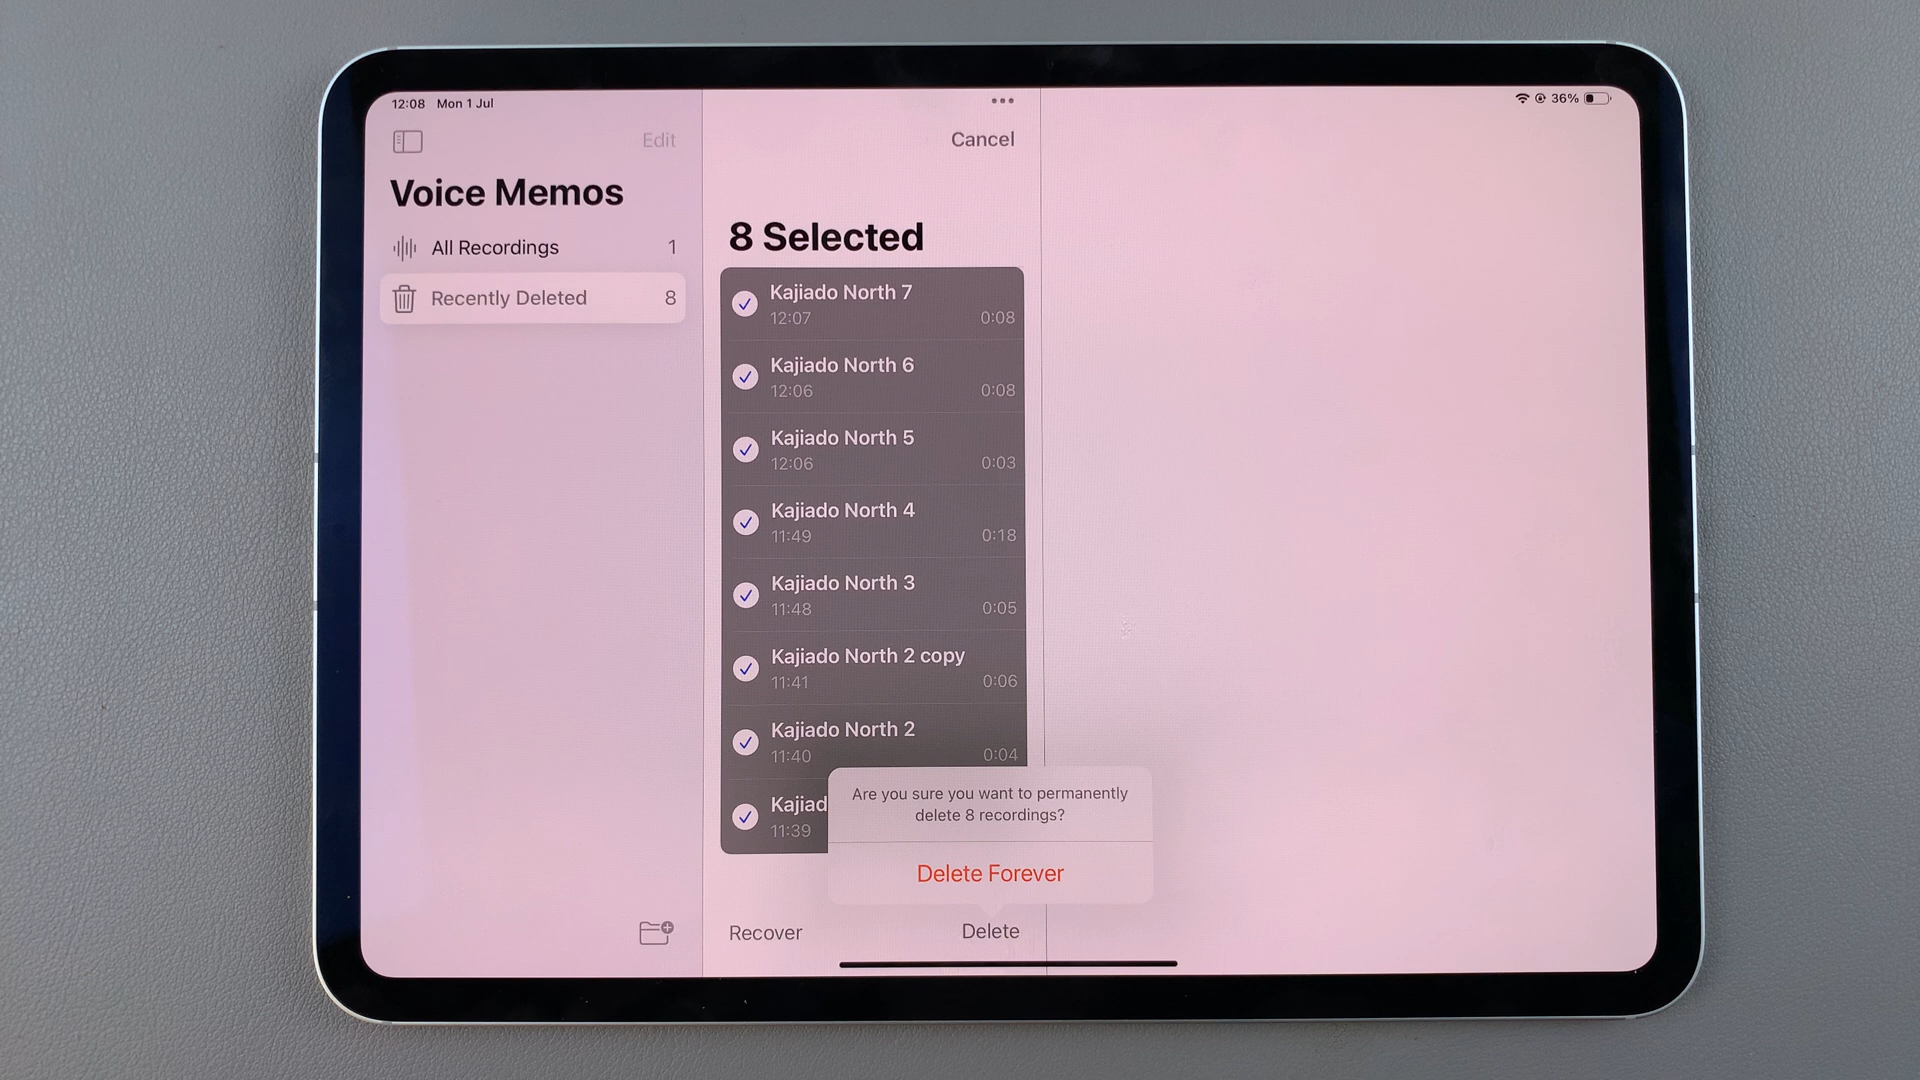 12:08 Mon 1 Jul
36%
Edit
Cancel
Voice Memos
All Recordings 1
Recently Deleted 8
8 Selected
Kajiado North 7
12:07 0:08
Kajiado North 6
12:06 0:08
Kajiado North 5
12:06 0:03
Kajiado North 4
11:49 0:18
Kajiado North 3
11:48 0:05
Kajiado North 2 copy
11:41 0:06
Kajiado North 2
11:40 0:04
Kajiad
11:39
Are you sure you want to permanently
delete 8 recordings?
Delete Forever
Recover Delete